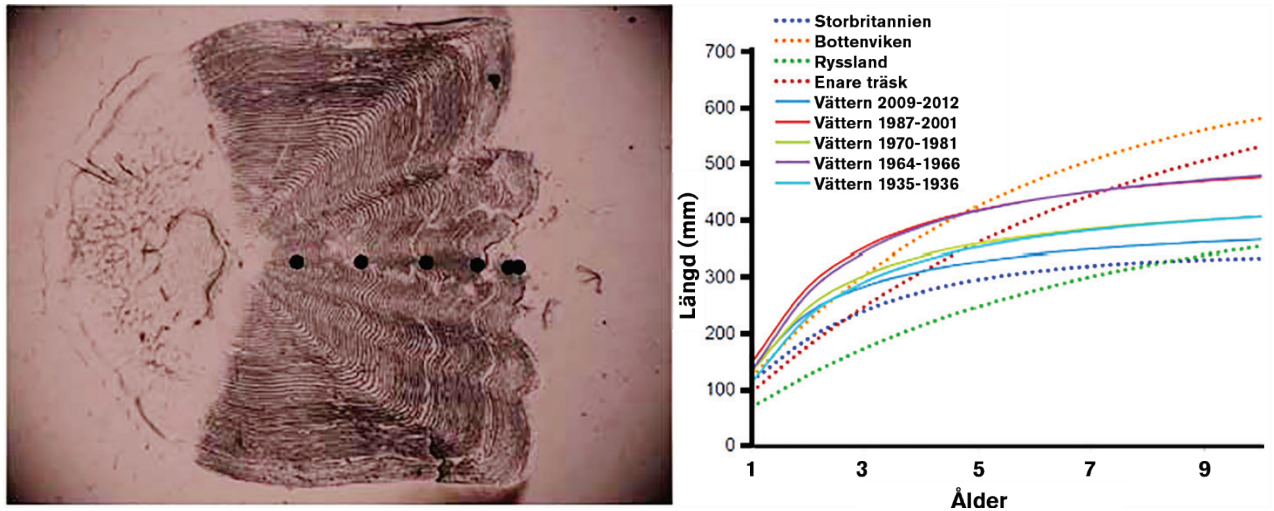 Storbritannien
Bottenviken
Ryssland
Enare träsk
Vättern 2009-2012
Vättern 1987-2001
Vättern 1970-1981
Vättern 1964-1966
Vättern 1935-1936
700
600
500
400
300
200
100
0
Längd (mm)
1 3 5 7 9
Ålder